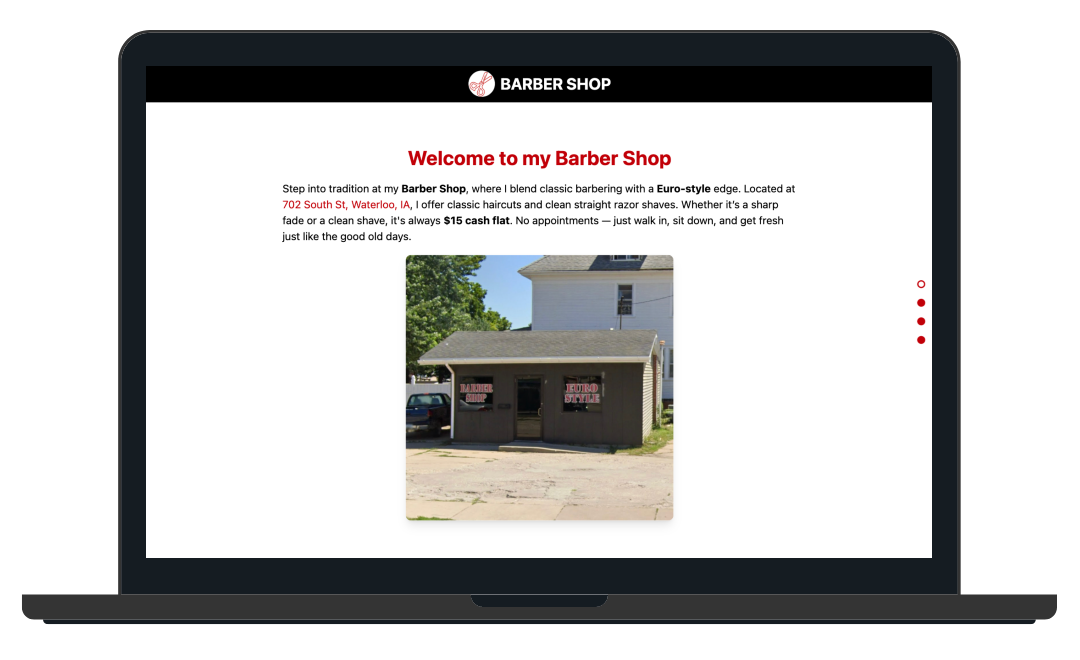 BARBER SHOP
Welcome to my Barber Shop
Step into tradition at my Barber Shop, where I blend classic barbering with a Euro-style edge. Located at
702 South St, Waterloo, IA, I offer classic haircuts and clean straight razor shaves. Whether it's a sharp
fade or a clean shave, it's always $15 cash flat. No appointments — just walk in, sit down, and get fresh
just like the good old days.
BARBER
SHOP
EURO
STYLE